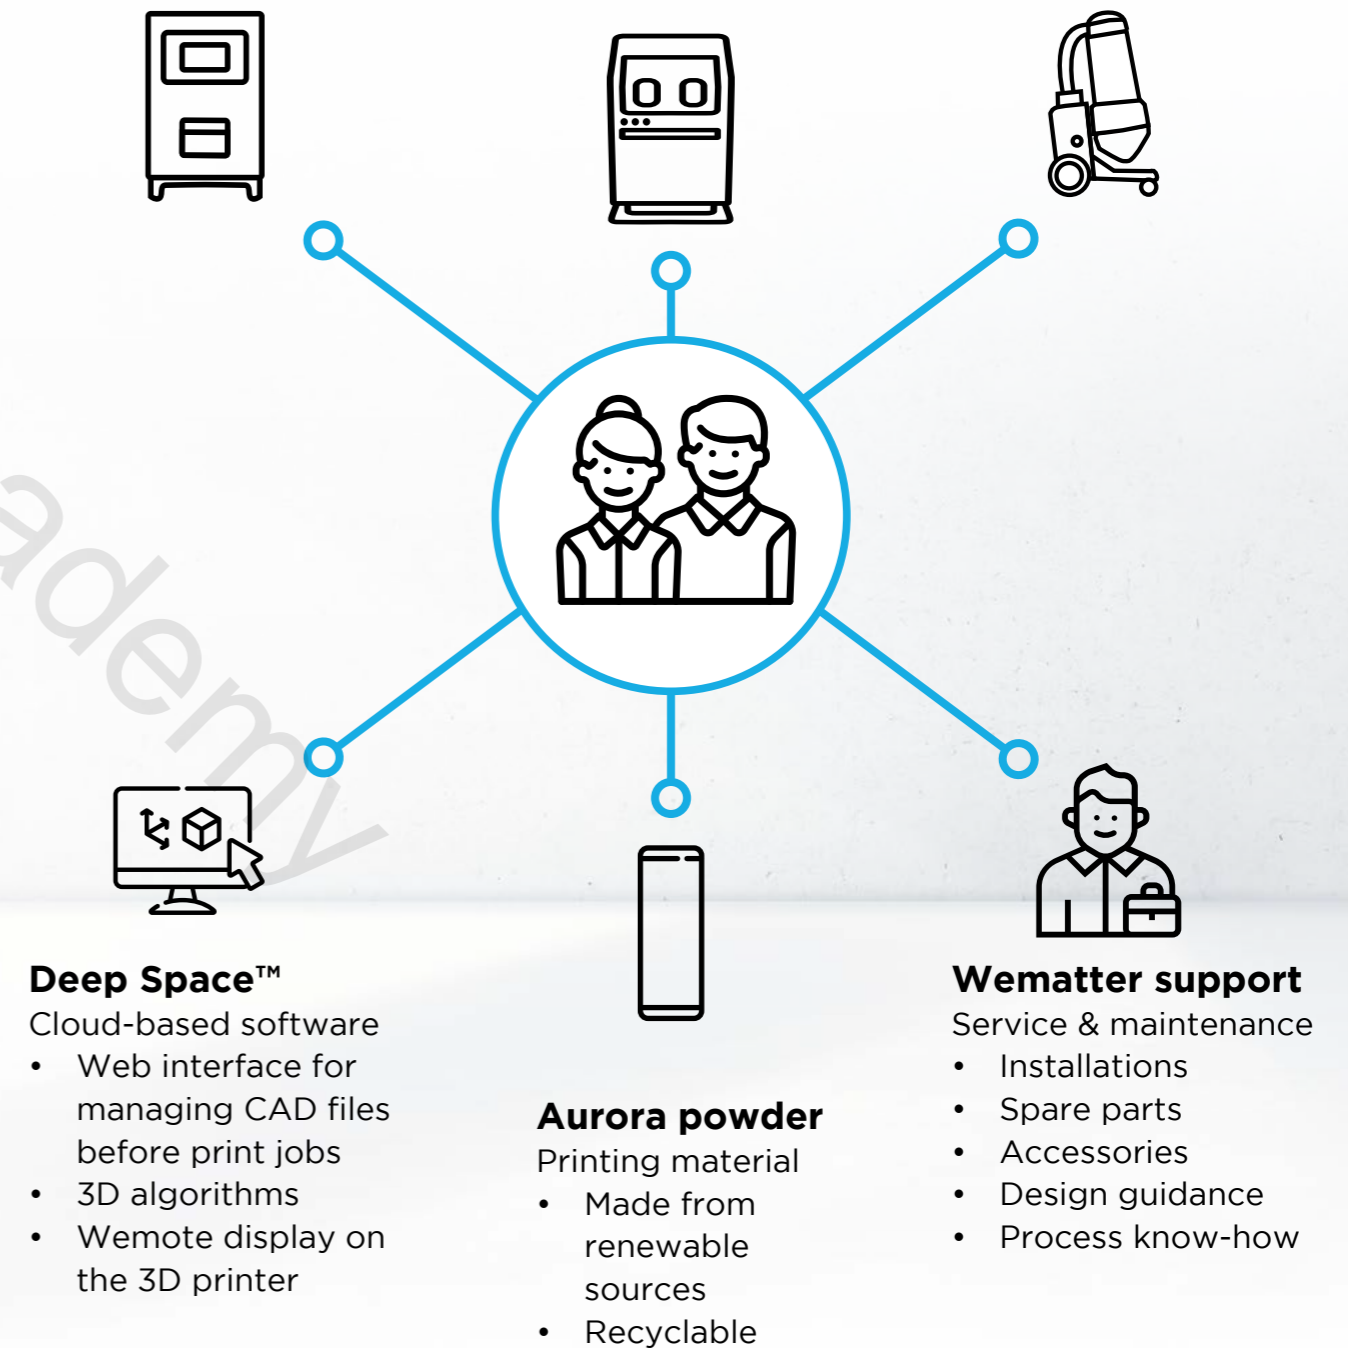 ademy
Deep Space™
Cloud-based software
• Web interface for
managing CAD files
before print jobs
• 3D algorithms
• Wemote display on
the 3D printer
Aurora powder
Printing material
• Made from
renewable
sources
• Recyclable
Wematter support
Service & maintenance
• Installations
• Spare parts
• Accessories
• Design guidance
• Process know-how